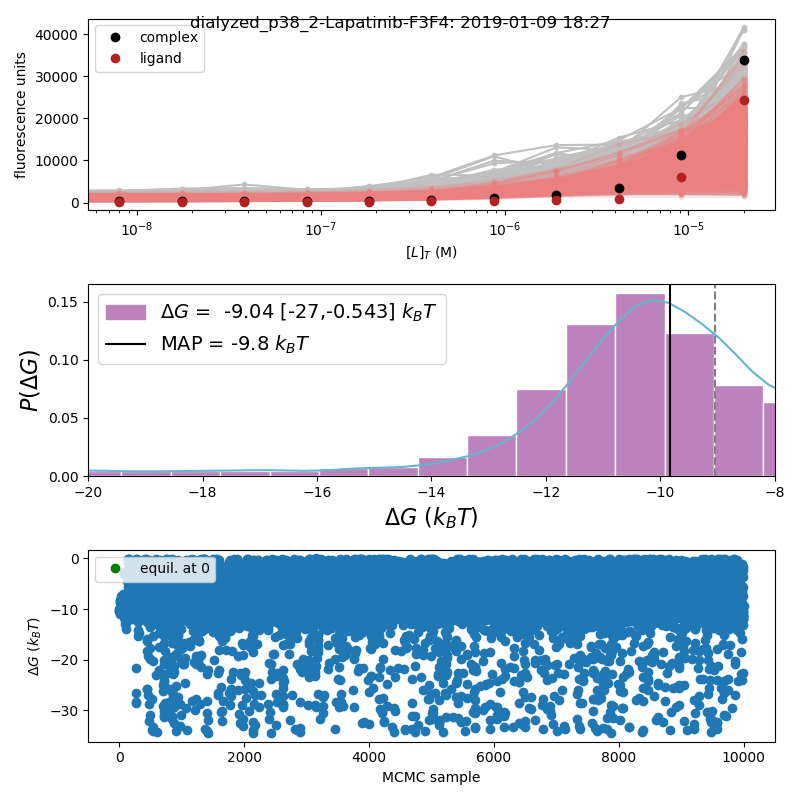 dialyzed_p38_2-Lapatinib-F3F4: 2019-01-09 18:27
complex
ligand
fluorescence units
40000
30000
20000
10000
0
10⁻⁸ 10⁻⁷ 10⁻⁶ 10⁻⁵
[L]_T (M)
ΔG = -9.04 [-27,-0.543] k_BT
MAP = -9.8 k_BT
P(ΔG)
0.15
0.10
0.05
0.00
−20 −18 −16 −14 −12 −10 −8
ΔG (k_BT)
equil. at 0
ΔG (k_BT)
0
−10
−20
−30
0 2000 4000 6000 8000 10000
MCMC sample